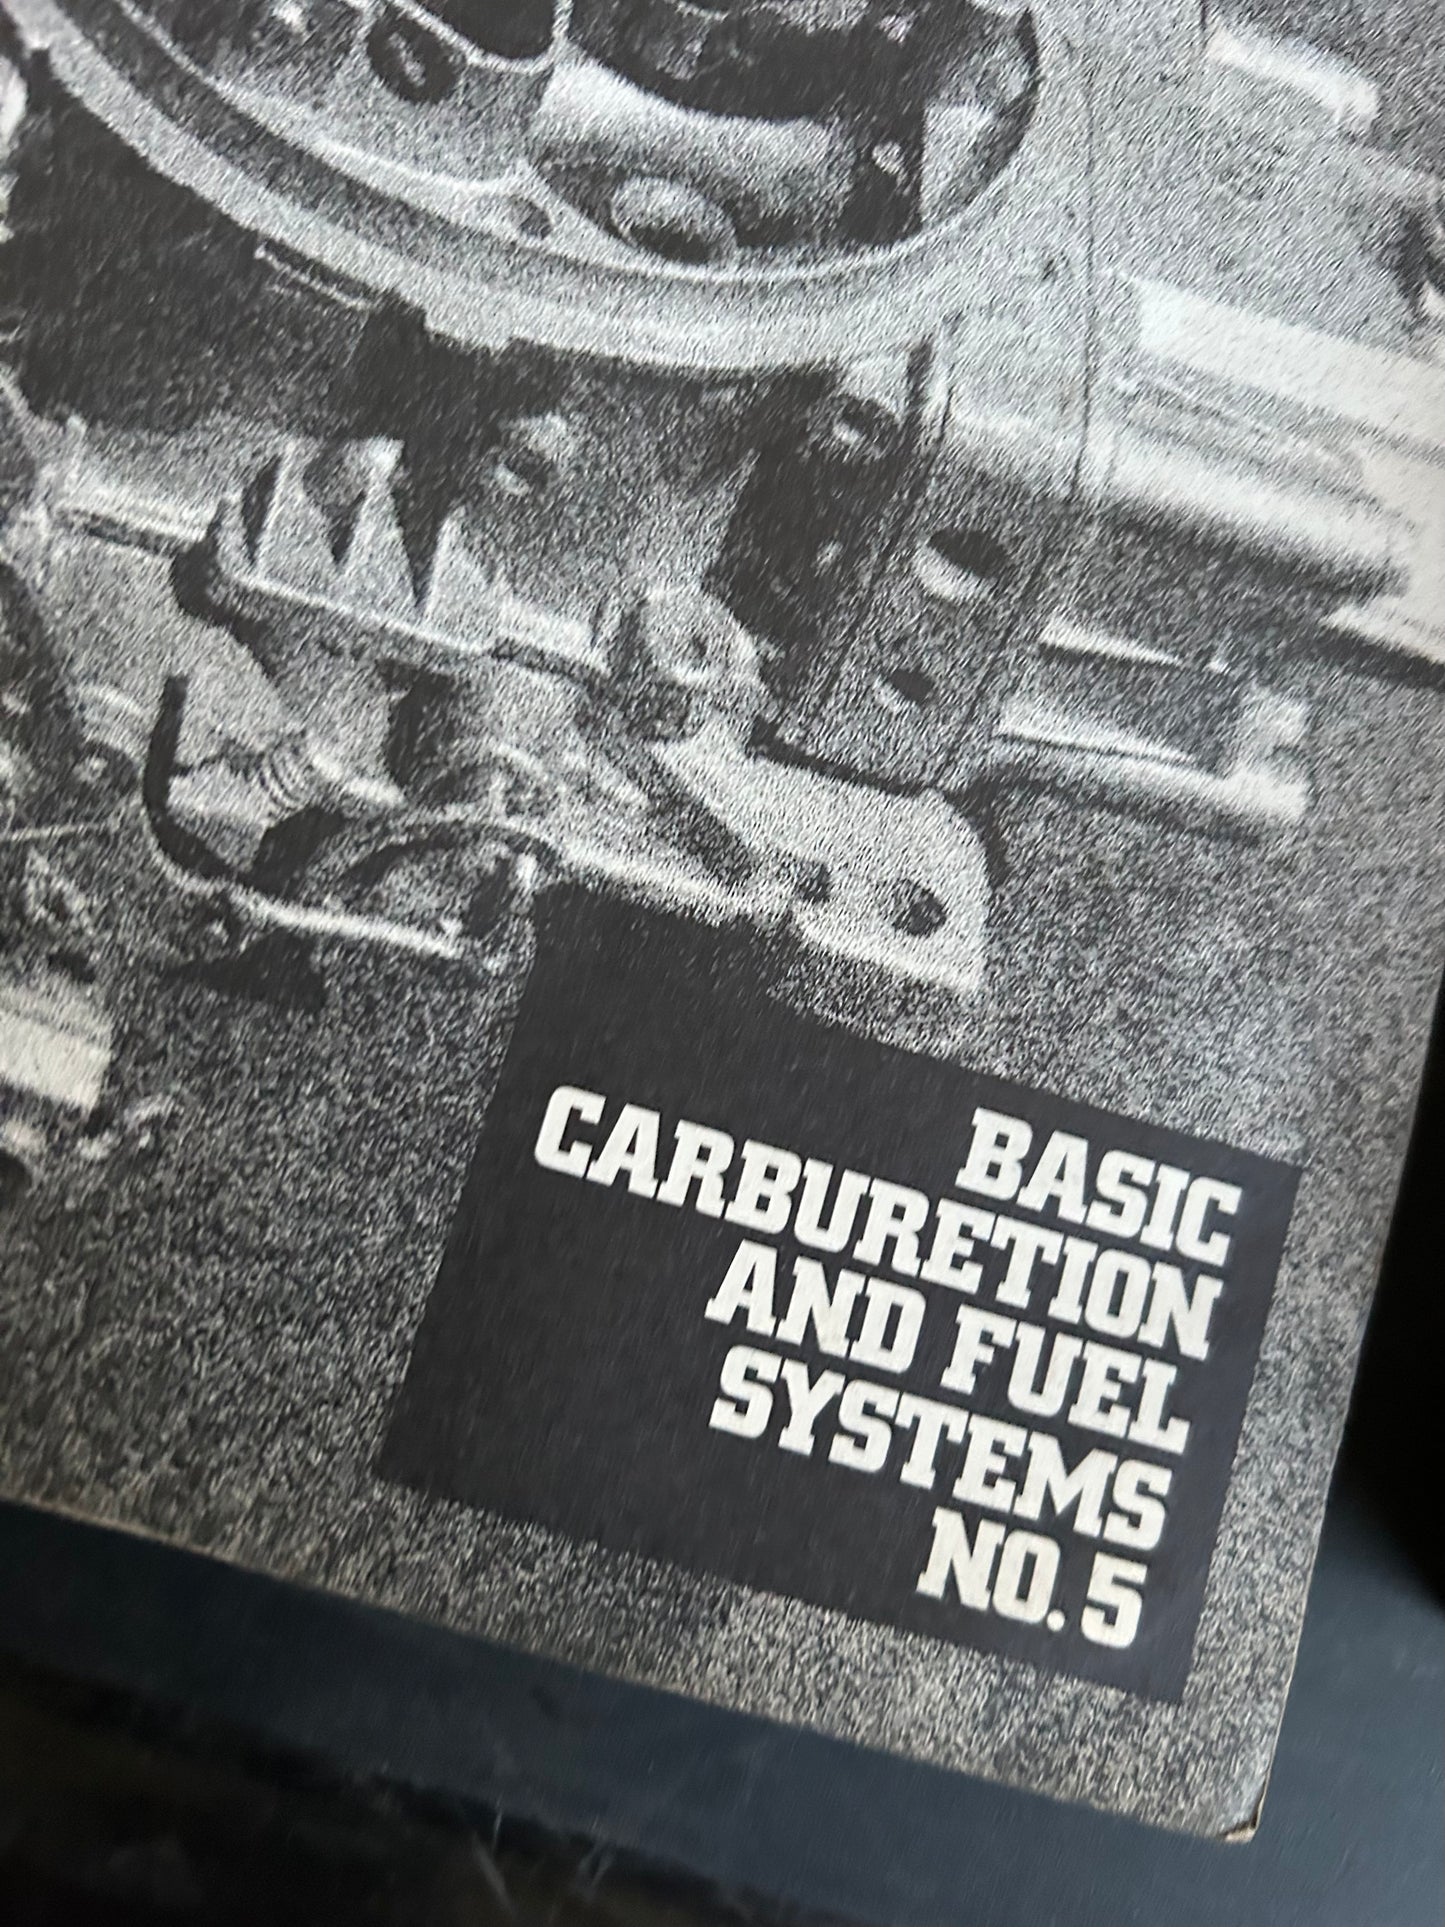 BASIC
CARBURETION
AND FUEL
SYSTEMS
NO. 5